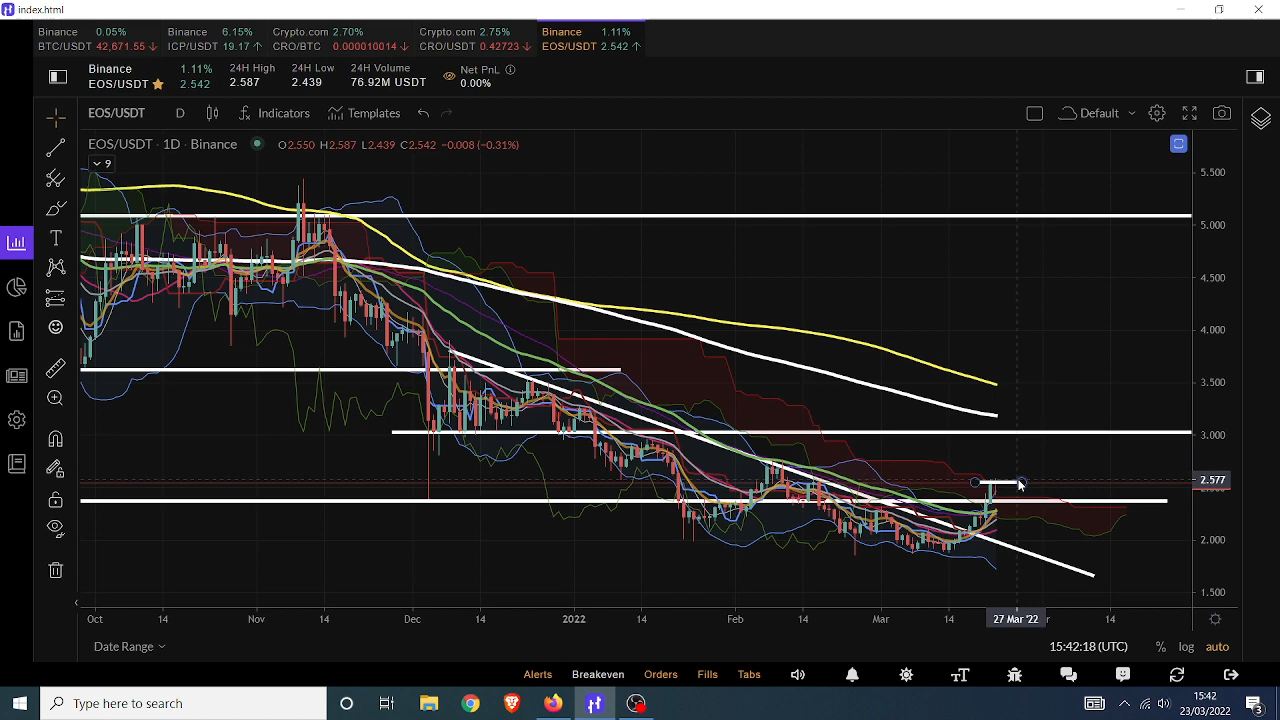 index.html
Binance 0.05%
BTC/USDT 42,671.55 ↓
Binance 6.15%
ICP/USDT 19.17 ↑
Crypto.com 2.70%
CRO/BTC 0.000010014 ↓
Crypto.com 2.75%
CRO/USDT 0.42723 ↓
Binance 1.11%
EOS/USDT 2.542 ↑
Binance 1.11%
EOS/USDT 2.542
24H High
2.587
24H Low
2.439
24H Volume
76.92M USDT
Net PnL
0.00%
EOS/USDT D Indicators Templates Default
EOS/USDT · 1D · Binance O2.550 H2.587 L2.439 C2.542 −0.008 (−0.31%)
9
5.500
5.000
4.500
4.000
3.500
3.000
2.577
2.000
1.500
Oct 14 Nov 14 Dec 14 2022 14 Feb 14 Mar 14 27 Mar '22 14
Date Range 15:42:18 (UTC) % log auto
Alerts Breakeven Orders Fills Tabs
Type here to search
15:42
23/03/2022
3